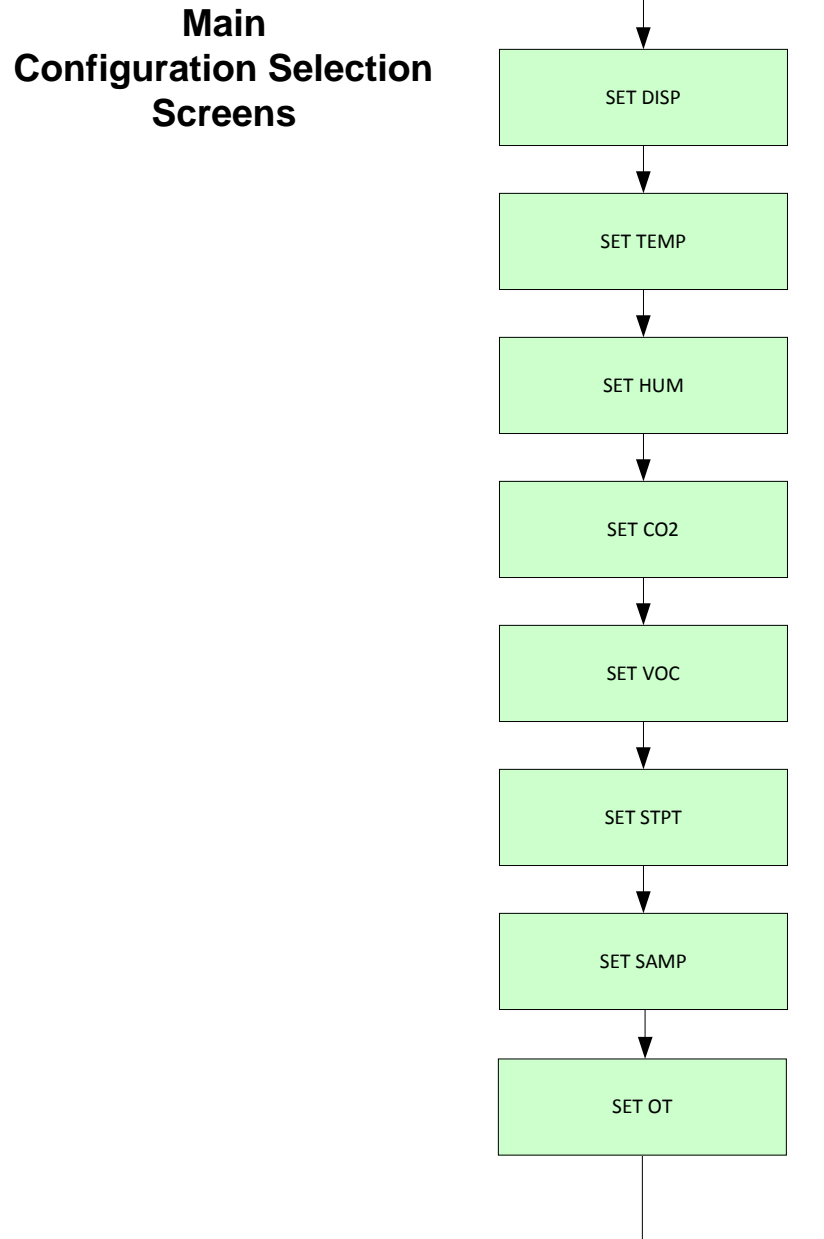 Main
Configuration Selection
Screens
SET DISP
SET TEMP
SET HUM
SET CO2
SET VOC
SET STPT
SET SAMP
SET OT